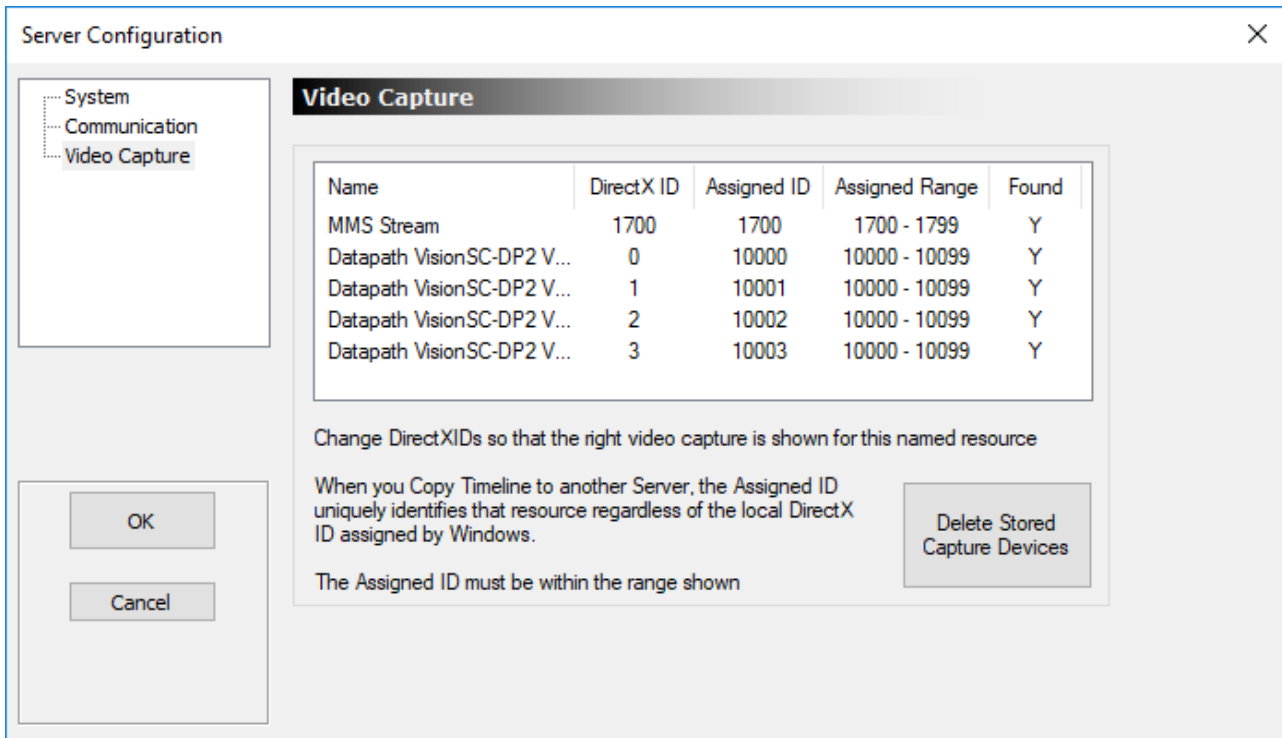 Server Configuration
System
Communication
Video Capture
Video Capture
Name DirectX ID Assigned ID Assigned Range Found
MMS Stream 1700 1700 1700 - 1799 Y
Datapath VisionSC-DP2 V... 0 10000 10000 - 10099 Y
Datapath VisionSC-DP2 V... 1 10001 10000 - 10099 Y
Datapath VisionSC-DP2 V... 2 10002 10000 - 10099 Y
Datapath VisionSC-DP2 V... 3 10003 10000 - 10099 Y
Change DirectXIDs so that the right video capture is shown for this named resource
When you Copy Timeline to another Server, the Assigned ID
uniquely identifies that resource regardless of the local DirectX
ID assigned by Windows.
The Assigned ID must be within the range shown
Delete Stored
Capture Devices
OK
Cancel